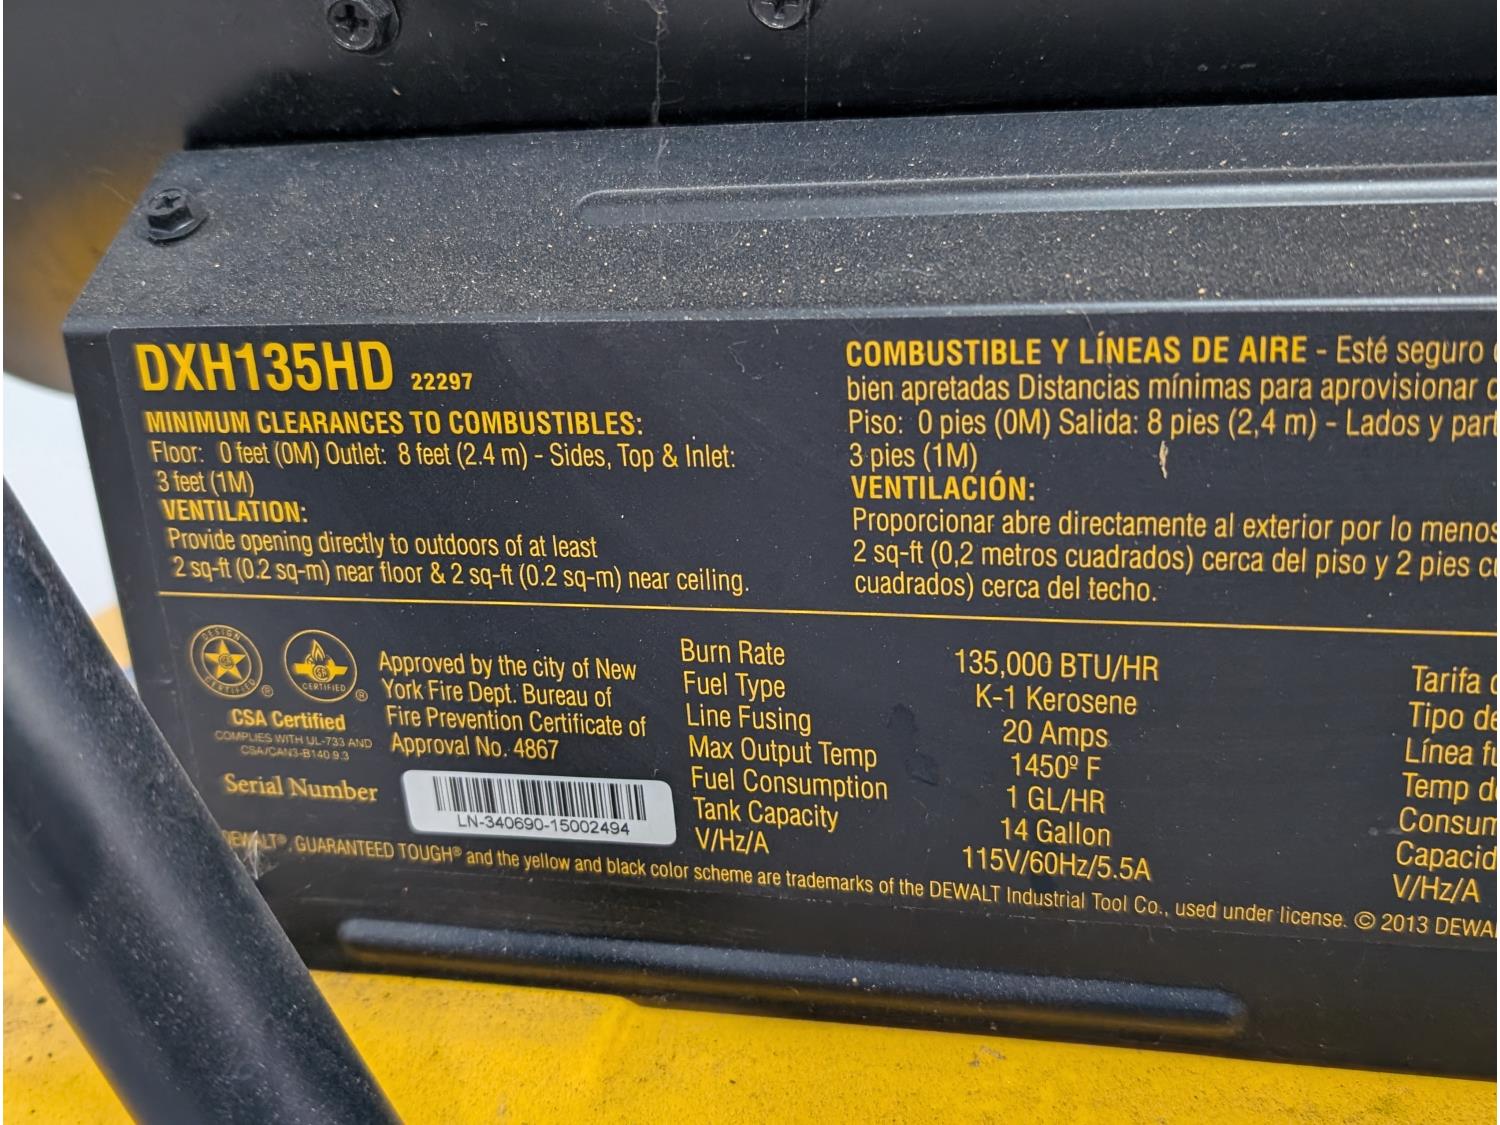 DXH135HD 22297
MINIMUM CLEARANCES TO COMBUSTIBLES:
Floor: 0 feet (0M) Outlet: 8 feet (2.4 m) - Sides, Top & Inlet:
3 feet (1M)
VENTILATION:
Provide opening directly to outdoors of at least
2 sq-ft (0.2 sq-m) near floor & 2 sq-ft (0.2 sq-m) near ceiling.
COMBUSTIBLE Y LÍNEAS DE AIRE - Esté seguro
bien apretadas Distancias mínimas para aprovisionar
Piso: 0 pies (0M) Salida: 8 pies (2,4 m) - Lados y part
3 pies (1M)
VENTILACIÓN:
Proporcionar abre directamente al exterior por lo menos
2 sq-ft (0,2 metros cuadrados) cerca del piso y 2 pies
cuadrados) cerca del techo.
DESIGN CERTIFIED ®
CERTIFIED ®
CSA Certified
COMPLIES WITH UL-733 AND
CSA/CAN3-B140.9.3
Approved by the city of New
York Fire Dept. Bureau of
Fire Prevention Certificate of
Approval No. 4867
Serial Number
LN-340690-15002494
Burn Rate 135,000 BTU/HR
Fuel Type K-1 Kerosene
Line Fusing 20 Amps
Max Output Temp 1450º F
Fuel Consumption 1 GL/HR
Tank Capacity 14 Gallon
V/Hz/A 115V/60Hz/5.5A
Tarifa
Tipo de
Línea fu
Temp de
Consum
Capacid
V/Hz/A
EWALT®, GUARANTEED TOUGH® and the yellow and black color scheme are trademarks of the DEWALT Industrial Tool Co., used under license. © 2013 DEWA